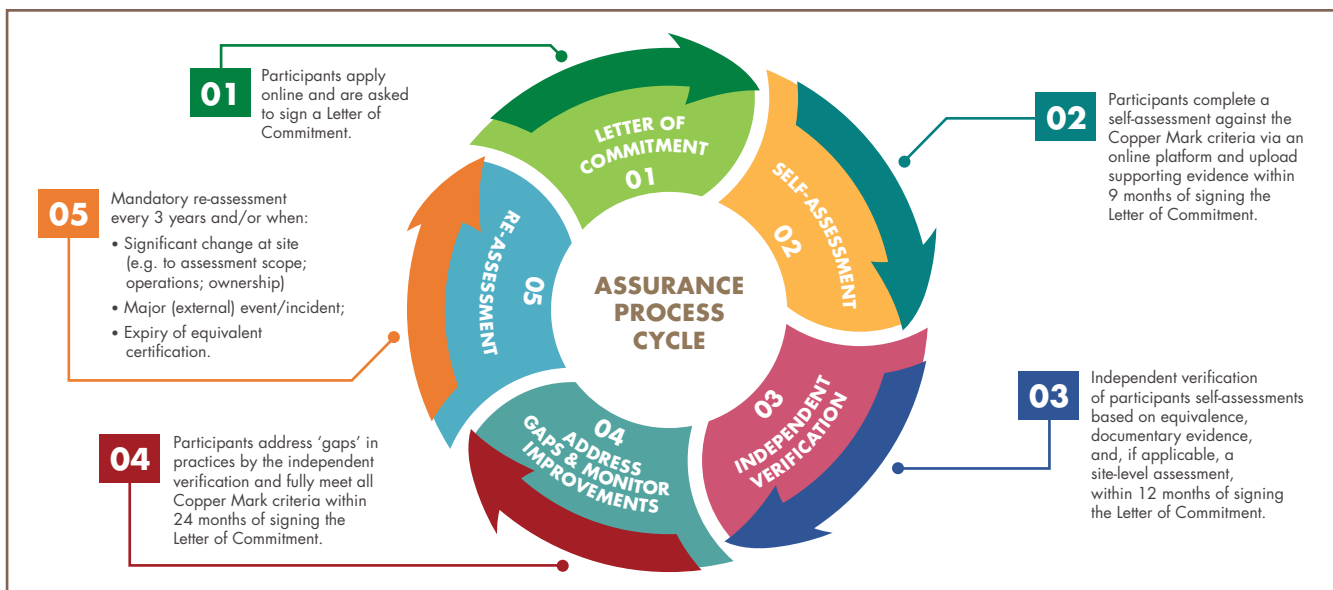 01
Participants apply
online and are asked
to sign a Letter of
Commitment.
LETTER OF
COMMITMENT
01
02
Participants complete a
self-assessment against the
Copper Mark criteria via an
online platform and upload
supporting evidence within
9 months of signing the
Letter of Commitment.
SELF-ASSESSMENT
02
03
Independent verification
of participants self-assessments
based on equivalence,
documentary evidence,
and, if applicable, a
site-level assessment,
within 12 months of signing
the Letter of Commitment.
03
INDEPENDENT
VERIFICATION
04
Participants address ‘gaps’ in
practices by the independent
verification and fully meet all
Copper Mark criteria within
24 months of signing the
Letter of Commitment.
04
ADDRESS
GAPS & MONITOR
IMPROVEMENTS
05
Mandatory re-assessment
every 3 years and/or when:
• Significant change at site
(e.g. to assessment scope;
operations; ownership)
• Major (external) event/incident;
• Expiry of equivalent
certification.
RE-ASSESSMENT
05
ASSURANCE
PROCESS
CYCLE